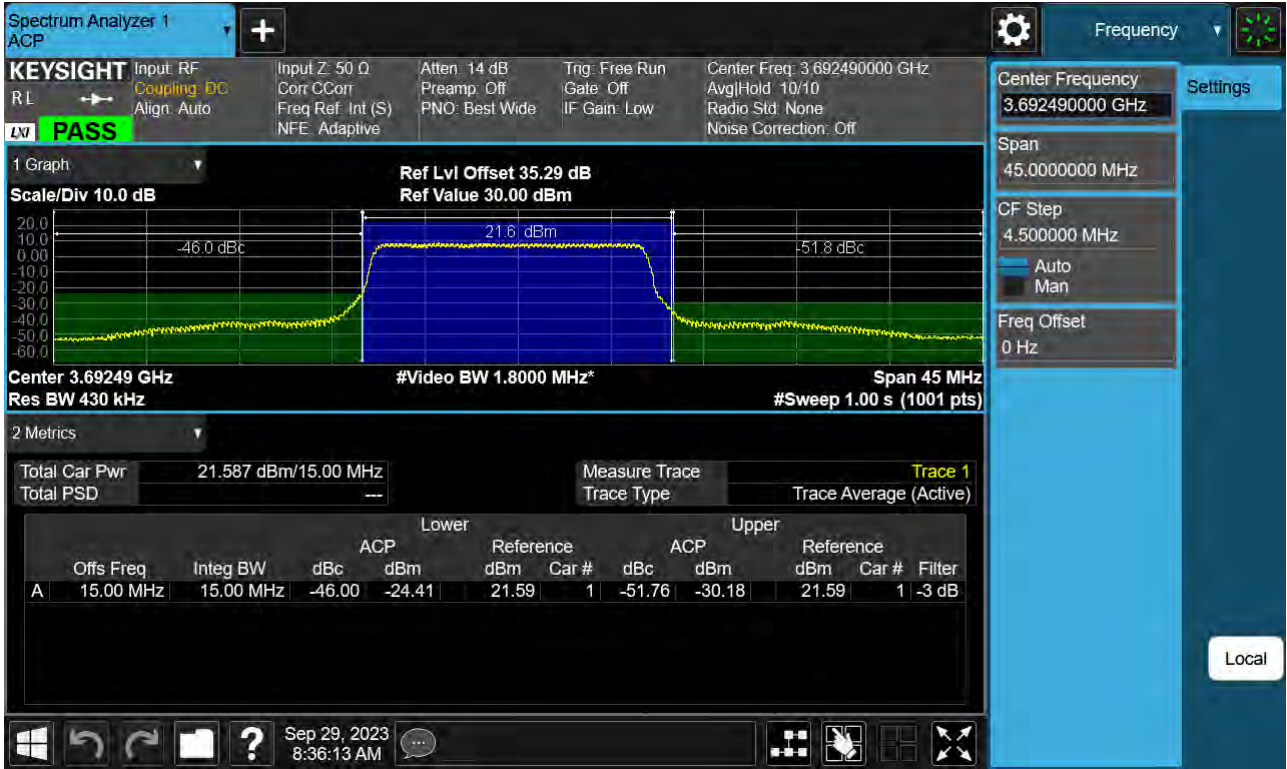 Spectrum Analyzer 1
ACP
Frequency
KEYSIGHT
R L
LXI
PASS
Input: RF
Coupling: DC
Align: Auto
Input Z: 50 Ω
Corr CCorr
Freq Ref: Int (S)
NFE: Adaptive
Atten: 14 dB
Preamp: Off
PNO: Best Wide
Trig: Free Run
Gate: Off
IF Gain: Low
Center Freq: 3.692490000 GHz
Avg|Hold: 10/10
Radio Std: None
Noise Correction: Off
1 Graph
Scale/Div 10.0 dB
Ref Lvl Offset 35.29 dB
Ref Value 30.00 dBm
20.0
10.0
0.00
-10.0
-20.0
-30.0
-40.0
-50.0
-60.0
-46.0 dBc
21.6 dBm
-51.8 dBc
Center 3.69249 GHz
#Video BW 1.8000 MHz*
Span 45 MHz
Res BW 430 kHz
#Sweep 1.00 s (1001 pts)
2 Metrics
Total Car Pwr 21.587 dBm/15.00 MHz
Total PSD ---
Measure Trace Trace 1
Trace Type Trace Average (Active)
Lower Upper
ACP Reference ACP Reference
Offs Freq Integ BW dBc dBm dBm Car # dBc dBm dBm Car # Filter
A 15.00 MHz 15.00 MHz -46.00 -24.41 21.59 1 -51.76 -30.18 21.59 1 -3 dB
Sep 29, 2023
8:36:13 AM
Center Frequency
3.692490000 GHz
Settings
Span
45.0000000 MHz
CF Step
4.500000 MHz
Auto
Man
Freq Offset
0 Hz
Local